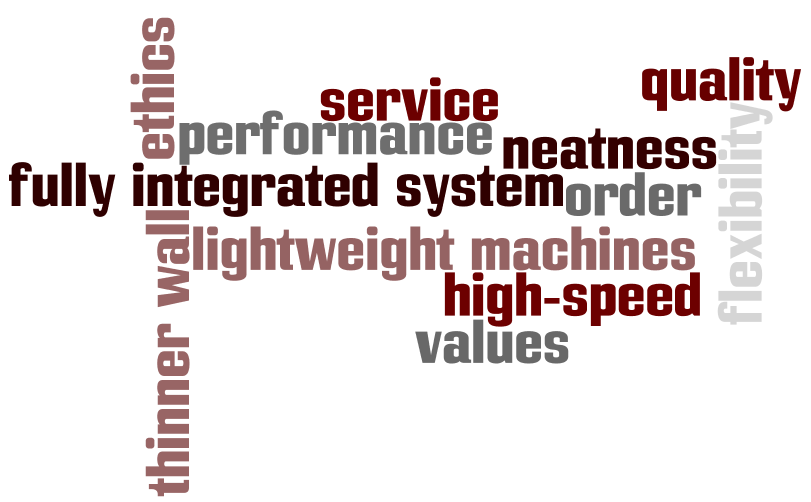 ethics
service
quality
performance
neatness
flexibility
fully integrated system
order
thinner wall
lightweight machines
high-speed
values